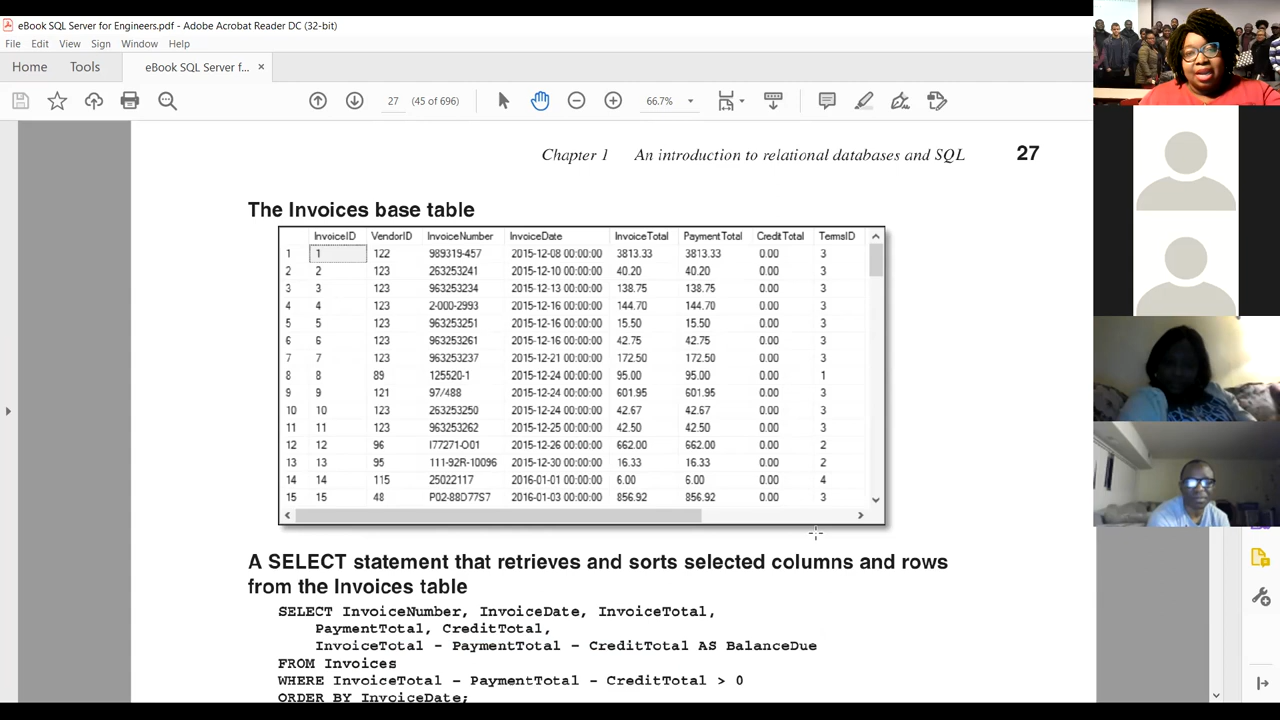 eBook SQL Server for Engineers.pdf - Adobe Acrobat Reader DC (32-bit)
File Edit View Sign Window Help
Home Tools eBook SQL Server f... ×
27 (45 of 696) 66.7%
Chapter 1 An introduction to relational databases and SQL 27
The Invoices base table
InvoiceID VendorID InvoiceNumber InvoiceDate InvoiceTotal PaymentTotal CreditTotal TermsID
1 1 122 989319-457 2015-12-08 00:00:00 3813.33 3813.33 0.00 3
2 2 123 263253241 2015-12-10 00:00:00 40.20 40.20 0.00 3
3 3 123 963253234 2015-12-13 00:00:00 138.75 138.75 0.00 3
4 4 123 2-000-2993 2015-12-16 00:00:00 144.70 144.70 0.00 3
5 5 123 963253251 2015-12-16 00:00:00 15.50 15.50 0.00 3
6 6 123 963253261 2015-12-16 00:00:00 42.75 42.75 0.00 3
7 7 123 963253237 2015-12-21 00:00:00 172.50 172.50 0.00 3
8 8 89 125520-1 2015-12-24 00:00:00 95.00 95.00 0.00 1
9 9 121 97/488 2015-12-24 00:00:00 601.95 601.95 0.00 3
10 10 123 263253250 2015-12-24 00:00:00 42.67 42.67 0.00 3
11 11 123 963253262 2015-12-25 00:00:00 42.50 42.50 0.00 3
12 12 96 I77271-O01 2015-12-26 00:00:00 662.00 662.00 0.00 2
13 13 95 111-92R-10096 2015-12-30 00:00:00 16.33 16.33 0.00 2
14 14 115 25022117 2016-01-01 00:00:00 6.00 6.00 0.00 4
15 15 48 P02-88D77S7 2016-01-03 00:00:00 856.92 856.92 0.00 3
A SELECT statement that retrieves and sorts selected columns and rows
from the Invoices table
SELECT InvoiceNumber, InvoiceDate, InvoiceTotal,
PaymentTotal, CreditTotal,
InvoiceTotal - PaymentTotal - CreditTotal AS BalanceDue
FROM Invoices
WHERE InvoiceTotal - PaymentTotal - CreditTotal > 0
ORDER BY InvoiceDate;